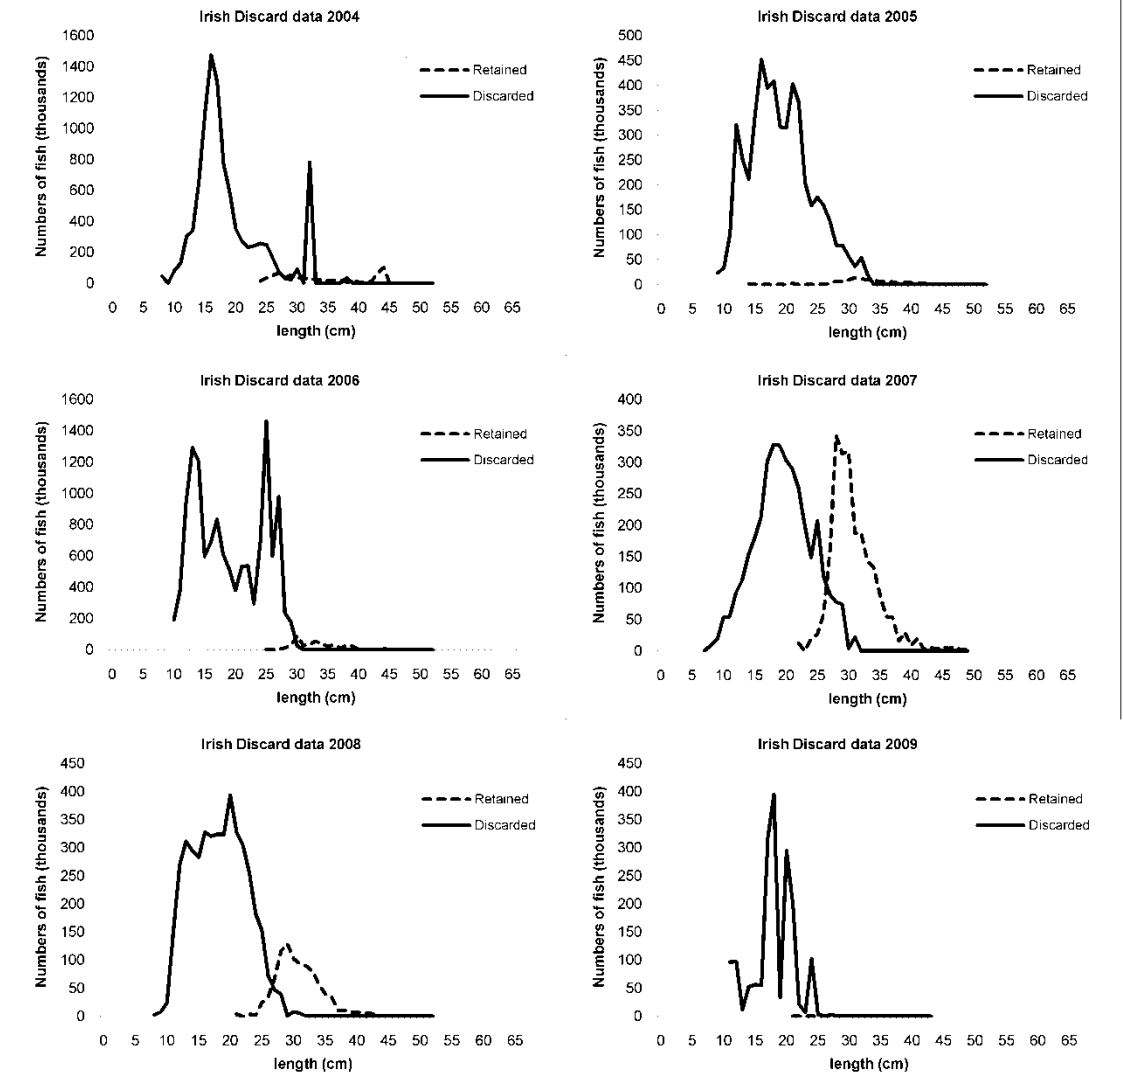 Irish Discard data 2004
Numbers of fish (thousands)
1600
1400
1200
1000
800
600
400
200
0
Retained
Discarded
0 5 10 15 20 25 30 35 40 45 50 55 60 65
length (cm)
Irish Discard data 2005
Numbers of fish (thousands)
500
450
400
350
300
250
200
150
100
50
0
Retained
Discarded
0 5 10 15 20 25 30 35 40 45 50 55 60 65
length (cm)
Irish Discard data 2006
Numbers of fish (thousands)
1600
1400
1200
1000
800
600
400
200
0
Retained
Discarded
0 5 10 15 20 25 30 35 40 45 50 55 60 65
length (cm)
Irish Discard data 2007
Numbers of fish (thousands)
400
350
300
250
200
150
100
50
0
Retained
Discarded
0 5 10 15 20 25 30 35 40 45 50 55 60 65
length (cm)
Irish Discard data 2008
Numbers of fish (thousands)
450
400
350
300
250
200
150
100
50
0
Retained
Discarded
0 5 10 15 20 25 30 35 40 45 50 55 60 65
length (cm)
Irish Discard data 2009
Numbers of fish (thousands)
450
400
350
300
250
200
150
100
50
0
Retained
Discarded
0 5 10 15 20 25 30 35 40 45 50 55 60 65
length (cm)